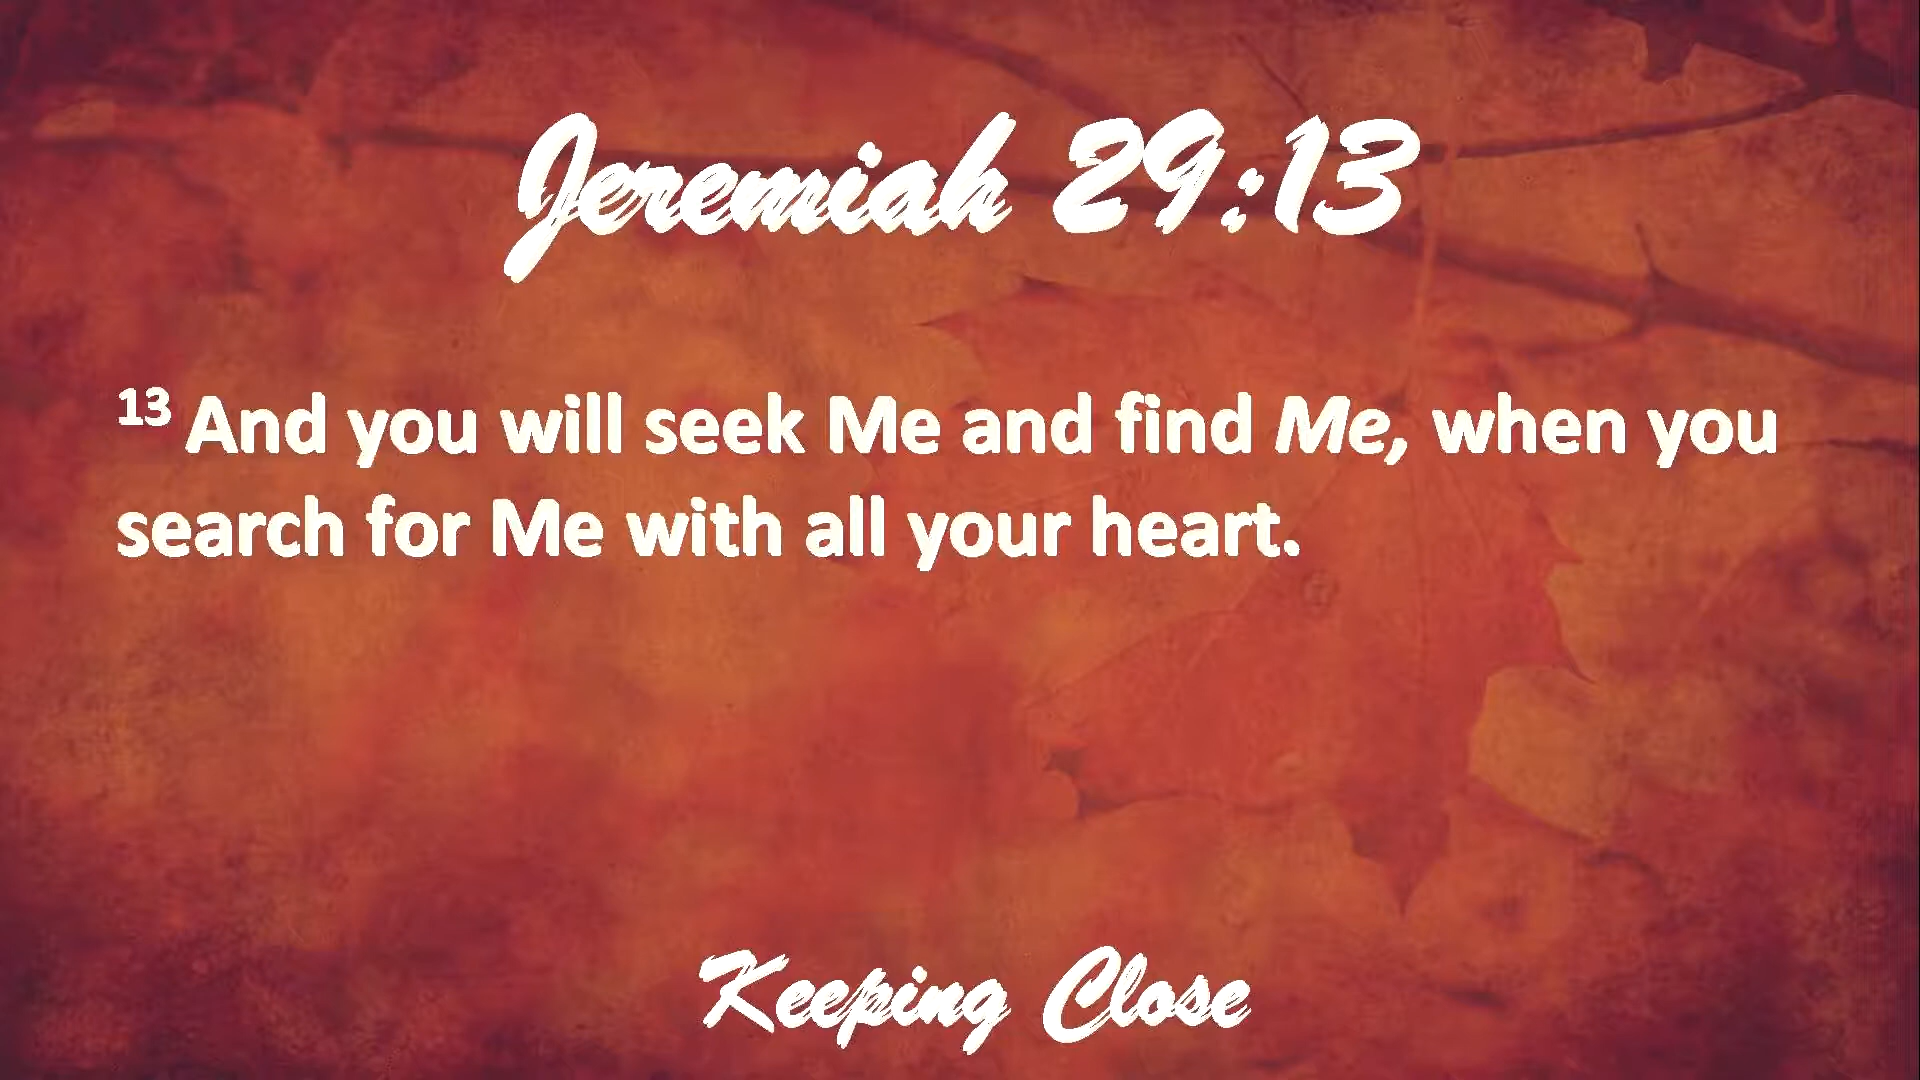 Jeremiah 29:13
13 And you will seek Me and find Me, when you
search for Me with all your heart.
Keeping Close